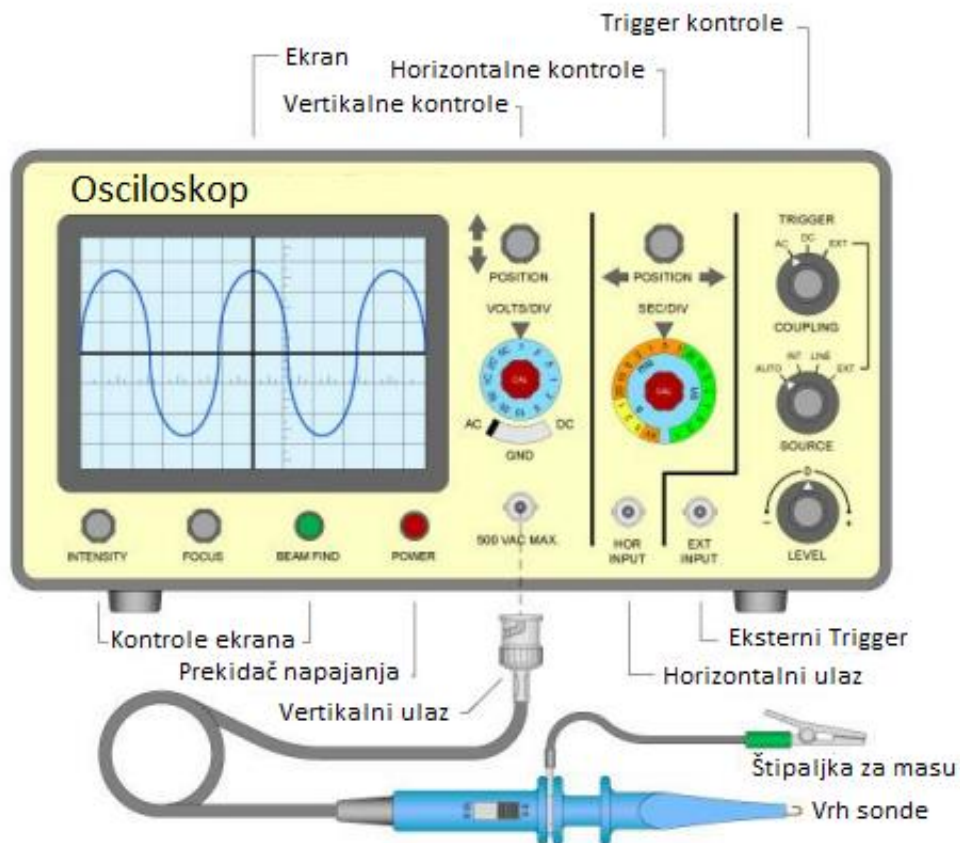 Trigger kontrole
Ekran
Horizontalne kontrole
Vertikalne kontrole
Osciloskop
TRIGGER
AC DC EXT
POSITION
POSITION
VOLTS/DIV
SEC/DIV
COUPLING
CAL
CAL
AUTO INT LINE EXT
AC DC
GND
SOURCE
0
500 VAC MAX.
- +
INTENSITY
FOCUS
BEAM FIND
POWER
HOR
INPUT
EXT
INPUT
LEVEL
Kontrole ekrana
Eksterni Trigger
Prekidač napajanja
Horizontalni ulaz
Vertikalni ulaz
Štipaljka za masu
Vrh sonde